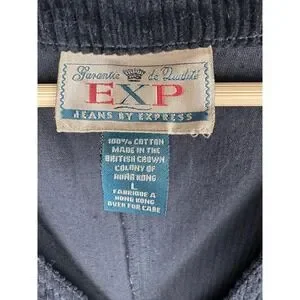 Garantie de Qualité
EXP
JEANS BY EXPRESS
100% COTTON
MADE IN THE
BRITISH CROWN
COLONY OF
HONG KONG
L
FABRIQUE A
HONG KONG
OVER FOR CARE